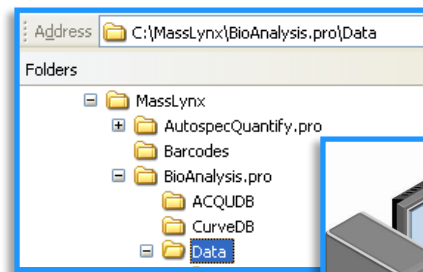 Address C:\MassLynx\BioAnalysis.pro\Data
Folders
MassLynx
AutospecQuantify.pro
Barcodes
BioAnalysis.pro
ACQUDB
CurveDB
Data